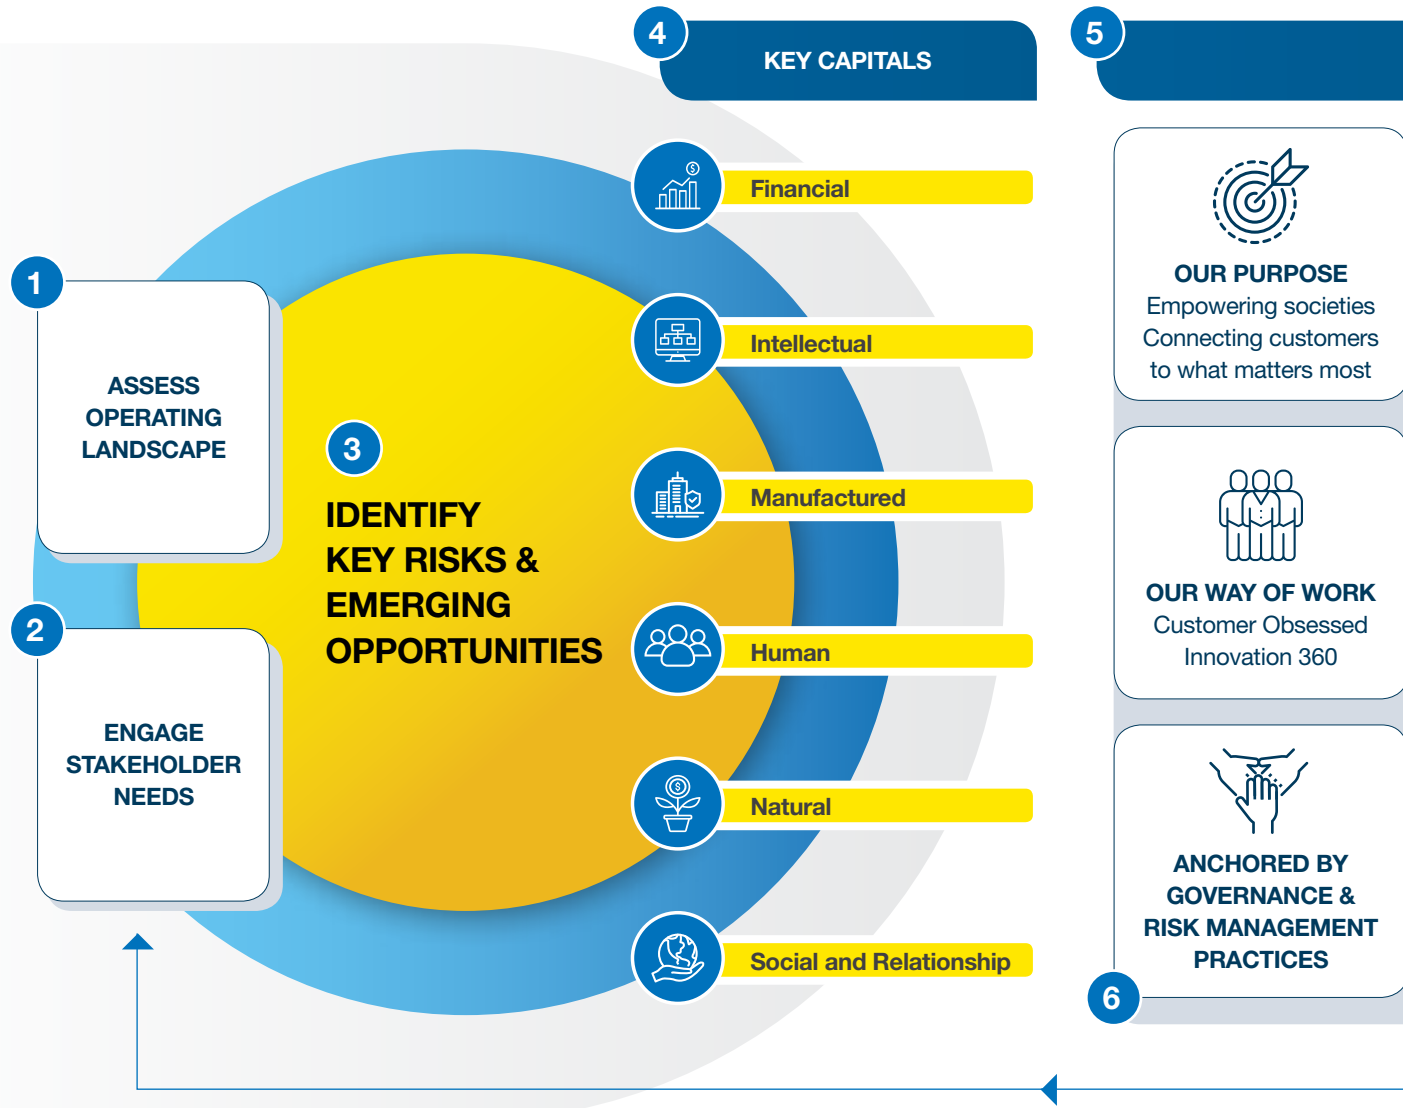 1
ASSESS
OPERATING
LANDSCAPE
2
ENGAGE
STAKEHOLDER
NEEDS
3
IDENTIFY
KEY RISKS &
EMERGING
OPPORTUNITIES
4
KEY CAPITALS
$
Financial
Intellectual
Manufactured
Human
$
Natural
Social and Relationship
5
OUR PURPOSE
Empowering societies
Connecting customers
to what matters most
OUR WAY OF WORK
Customer Obsessed
Innovation 360
ANCHORED BY
GOVERNANCE &
RISK MANAGEMENT
PRACTICES
6